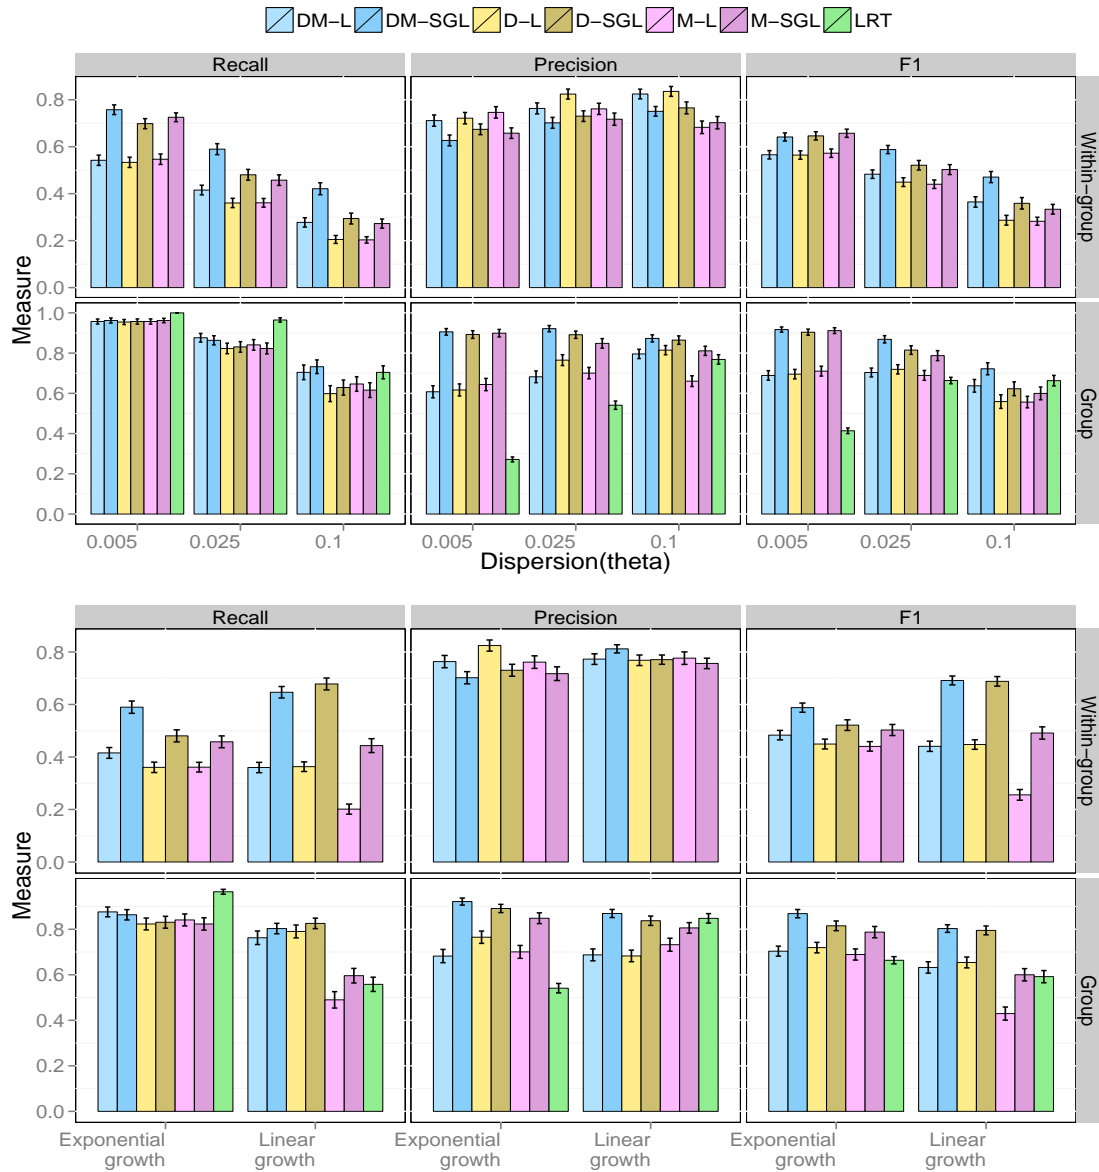 DM−L DM−SGL D−L D−SGL M−L M−SGL LRT
Recall Precision F1
0.8
0.6
0.4
0.2
0.0
Within−group
1.0
0.8
0.6
0.4
0.2
0.0
Group
Measure
0.005 0.025 0.1 0.005 0.025 0.1 0.005 0.025 0.1
Dispersion(theta)
Recall Precision F1
0.8
0.6
0.4
0.2
0.0
Within−group
0.8
0.6
0.4
0.2
0.0
Group
Measure
Exponential Linear Exponential Linear Exponential Linear
growth growth growth growth growth growth